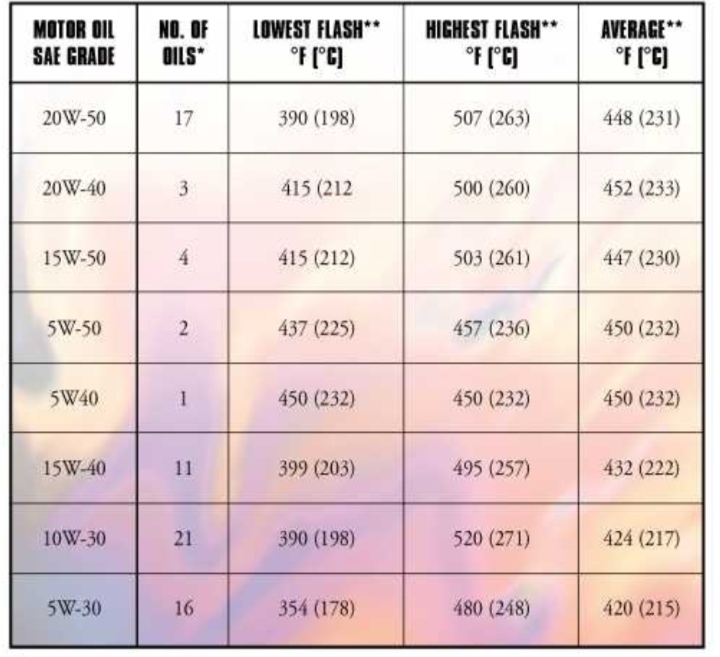 MOTOR OIL SAE GRADE NO. OF OILS* LOWEST FLASH** °F (°C) HIGHEST FLASH** °F (°C) AVERAGE** °F (°C)
20W-50 17 390 (198) 507 (263) 448 (231)
20W-40 3 415 (212 500 (260) 452 (233)
15W-50 4 415 (212) 503 (261) 447 (230)
5W-50 2 437 (225) 457 (236) 450 (232)
5W40 1 450 (232) 450 (232) 450 (232)
15W-40 11 399 (203) 495 (257) 432 (222)
10W-30 21 390 (198) 520 (271) 424 (217)
5W-30 16 354 (178) 480 (248) 420 (215)